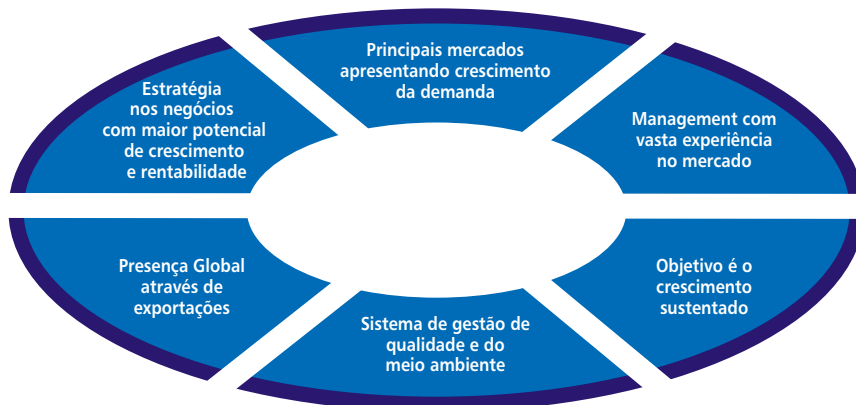 Principais mercados
apresentando crescimento
da demanda
Estratégia
nos negócios
com maior potencial
de crescimento
e rentabilidade
Management com
vasta experiência
no mercado
Presença Global
através de
exportações
Objetivo é o
crescimento
sustentado
Sistema de gestão de
qualidade e do
meio ambiente